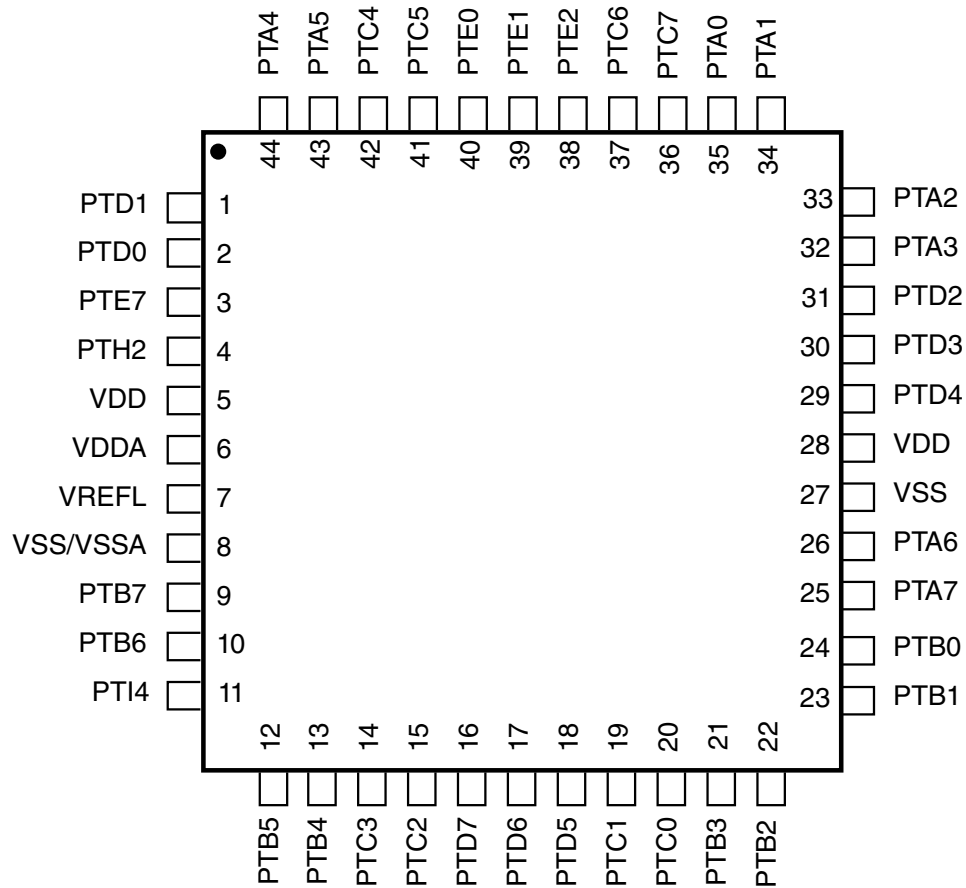 PTA4 PTA5 PTC4 PTC5 PTE0 PTE1 PTE2 PTC6 PTC7 PTA0 PTA1
44 43 42 41 40 39 38 37 36 35 34
PTD1 1 33 PTA2
PTD0 2 32 PTA3
PTE7 3 31 PTD2
PTH2 4 30 PTD3
VDD 5 29 PTD4
VDDA 6 28 VDD
VREFL 7 27 VSS
VSS/VSSA 8 26 PTA6
PTB7 9 25 PTA7
PTB6 10 24 PTB0
PTI4 11 23 PTB1
12 13 14 15 16 17 18 19 20 21 22
PTB5 PTB4 PTC3 PTC2 PTD7 PTD6 PTD5 PTC1 PTC0 PTB3 PTB2